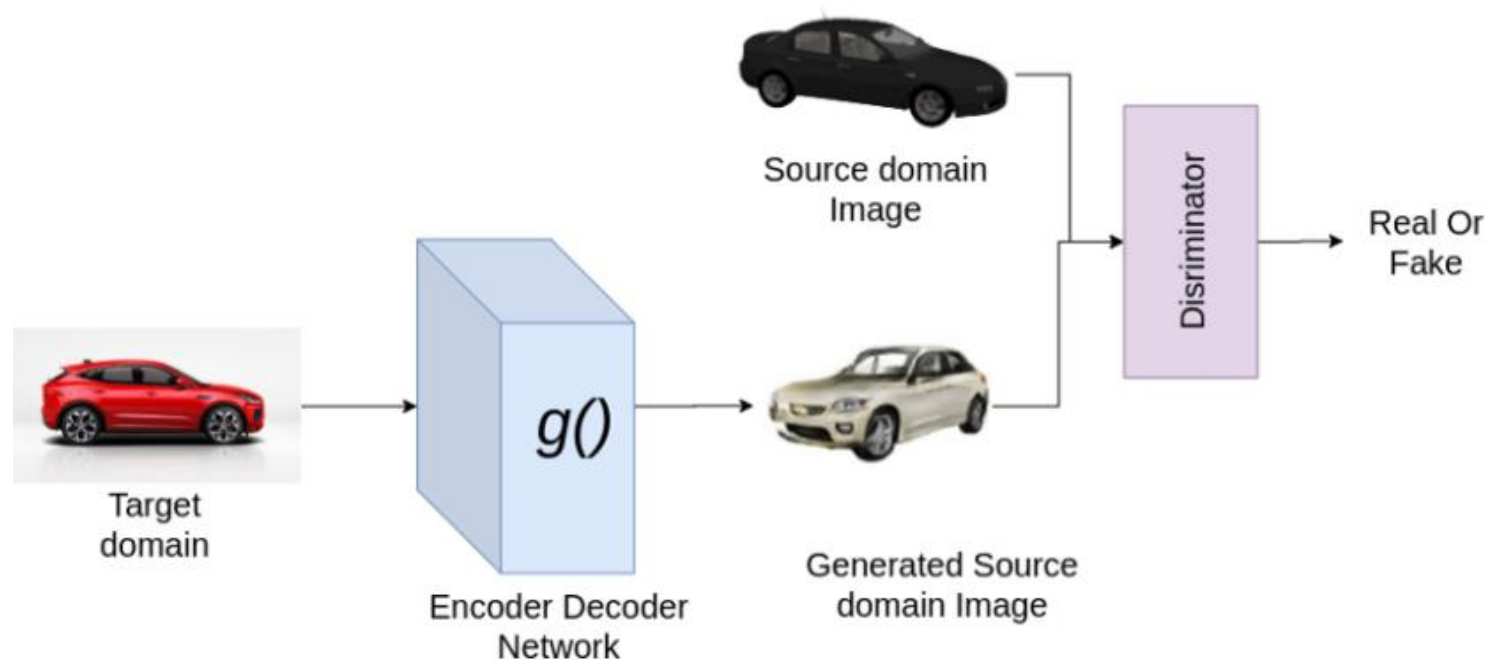 Source domain
Image
Disriminator
Real Or
Fake
g()
Target
domain
Generated Source
domain Image
Encoder Decoder
Network